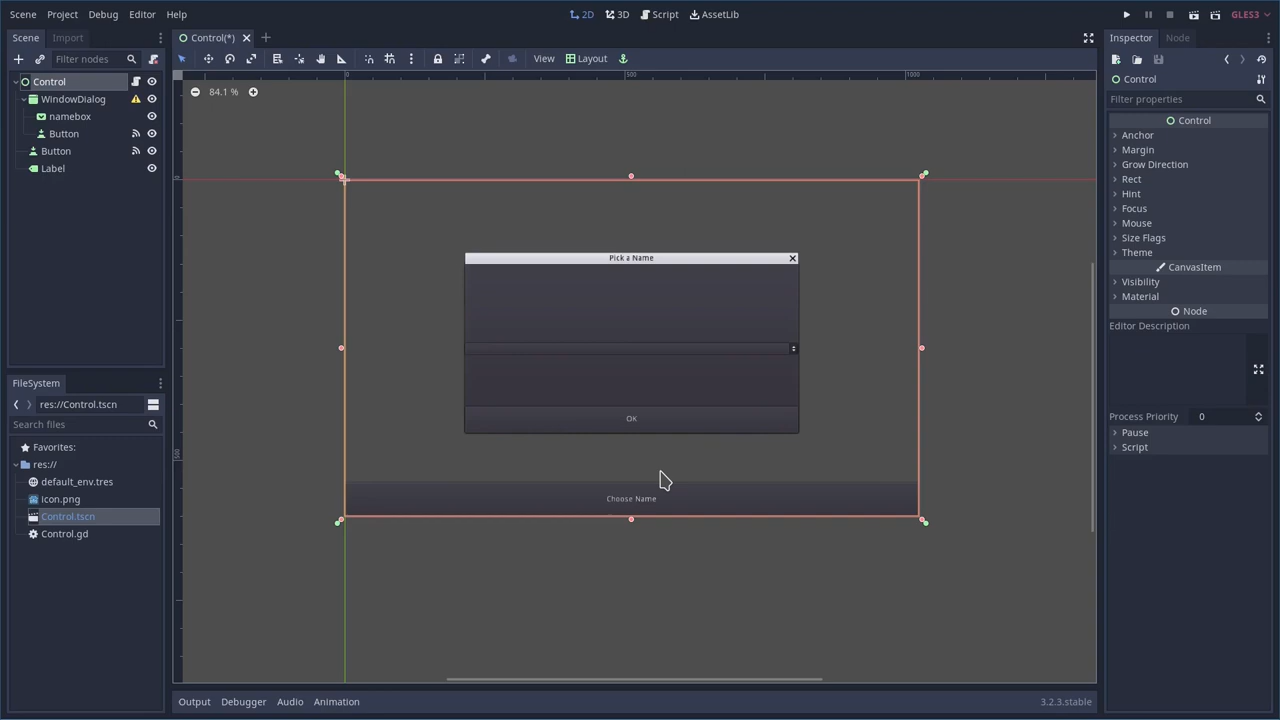 Scene Project Debug Editor Help
2D 3D Script AssetLib
GLES3
Scene Import
Filter nodes
Control
WindowDialog
namebox
Button
Button
Label
FileSystem
res://Control.tscn
Search files
Favorites:
res://
default_env.tres
icon.png
Control.tscn
Control.gd
Control(*)
View Layout
0 500 1000
84.1 %
0
500
Pick a Name
OK
Choose Name
Output Debugger Audio Animation 3.2.3.stable
Inspector Node
Control
Filter properties
Control
Anchor
Margin
Grow Direction
Rect
Hint
Focus
Mouse
Size Flags
Theme
CanvasItem
Visibility
Material
Node
Editor Description
Process Priority 0
Pause
Script